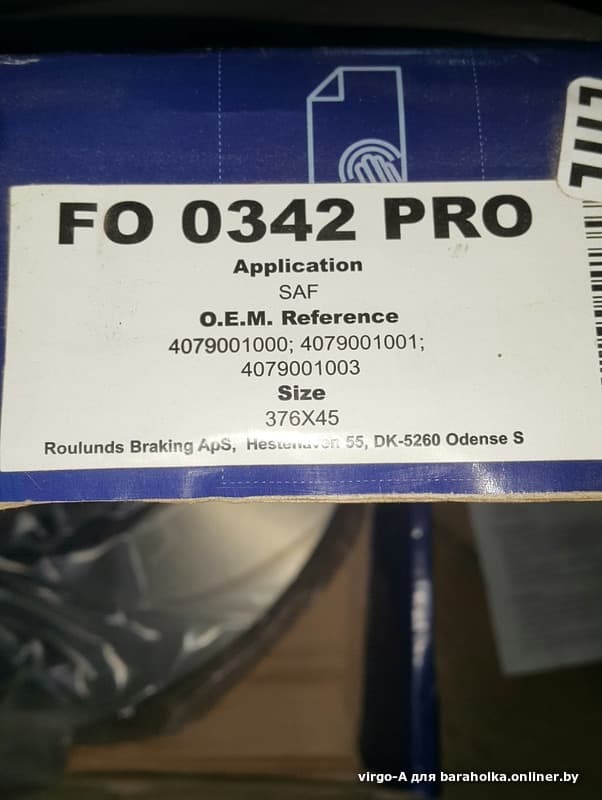 FO 0342 PRO
Application
SAF
O.E.M. Reference
4079001000; 4079001001;
4079001003
Size
376X45
Roulunds Braking ApS, Hestehaven 55, DK-5260 Odense S
virgo-A для baraholka.onliner.by